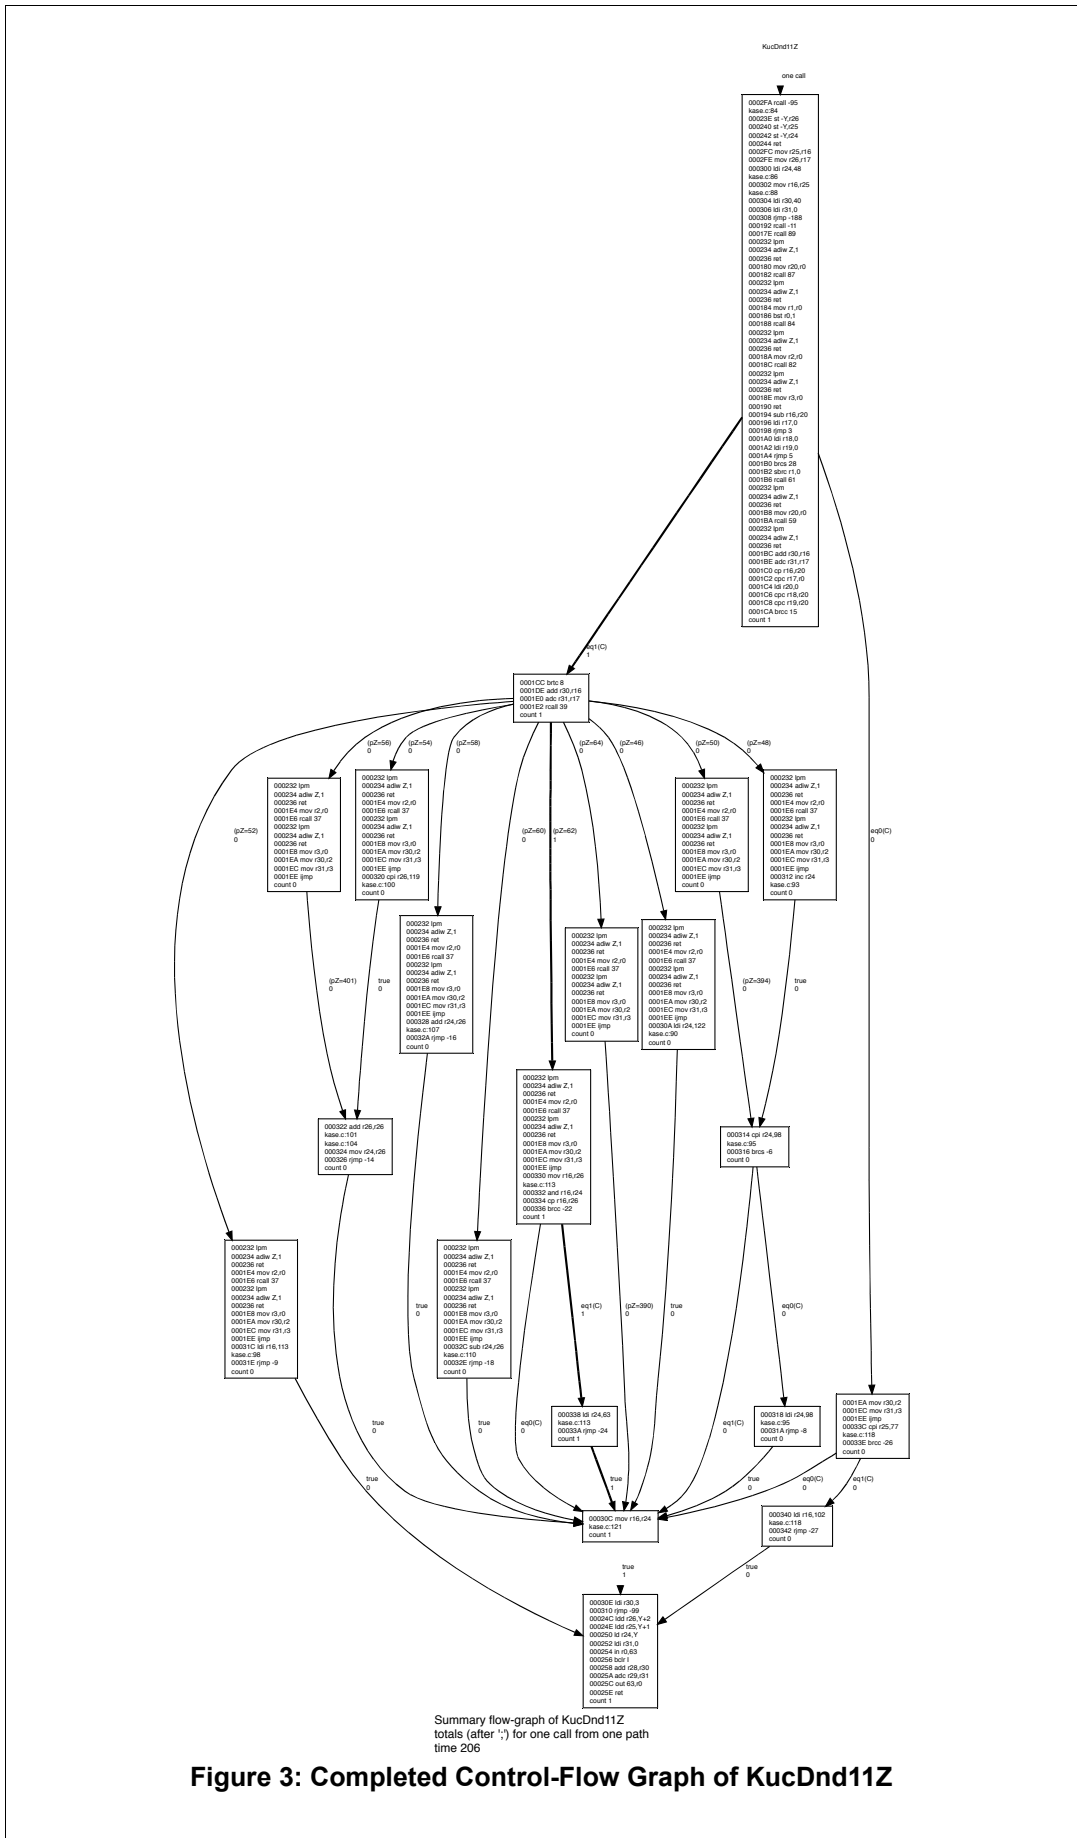 KucDnd11Z
one call
0002FA rcall -95
kase.c:84
00023E st -Y,r26
000240 st -Y,r25
000242 st -Y,r24
000244 ret
0002FC mov r25,r16
0002FE mov r26,r17
000300 ldi r24,48
kase.c:86
000302 mov r16,r25
kase.c:88
000304 ldi r30,40
000306 ldi r31,0
000308 rjmp -188
000192 rcall -11
00017E rcall 89
000232 lpm
000234 adiw Z,1
000236 ret
000180 mov r20,r0
000182 rcall 87
000232 lpm
000234 adiw Z,1
000236 ret
000184 mov r1,r0
000186 bst r0,1
000188 rcall 84
000232 lpm
000234 adiw Z,1
000236 ret
00018A mov r2,r0
00018C rcall 82
000232 lpm
000234 adiw Z,1
000236 ret
00018E mov r3,r0
000190 ret
000194 sub r16,r20
000196 ldi r17,0
000198 rjmp 3
0001A0 ldi r18,0
0001A2 ldi r19,0
0001A4 rjmp 5
0001B0 brcs 28
0001B2 sbrc r1,0
0001B6 rcall 61
000232 lpm
000234 adiw Z,1
000236 ret
0001B8 mov r20,r0
0001BA rcall 59
000232 lpm
000234 adiw Z,1
000236 ret
0001BC add r30,r16
0001BE adc r31,r17
0001C0 cp r16,r20
0001C2 cpc r17,r0
0001C4 ldi r20,0
0001C6 cpc r18,r20
0001C8 cpc r19,r20
0001CA brcc 15
count 1
eq1(C)
1
0001CC brtc 8
0001DE add r30,r16
0001E0 adc r31,r17
0001E2 rcall 39
count 1
(pZ=56)
0
(pZ=54)
0
(pZ=58)
0
(pZ=60)
0
(pZ=62)
1
(pZ=64)
0
(pZ=46)
0
(pZ=50)
0
(pZ=48)
0
(pZ=52)
0
eq0(C)
0
000232 lpm
000234 adiw Z,1
000236 ret
0001E4 mov r2,r0
0001E6 rcall 37
000232 lpm
000234 adiw Z,1
000236 ret
0001E8 mov r3,r0
0001EA mov r30,r2
0001EC mov r31,r3
0001EE ijmp
count 0
000232 lpm
000234 adiw Z,1
000236 ret
0001E4 mov r2,r0
0001E6 rcall 37
000232 lpm
000234 adiw Z,1
000236 ret
0001E8 mov r3,r0
0001EA mov r30,r2
0001EC mov r31,r3
0001EE ijmp
000320 cpi r26,119
kase.c:100
count 0
000232 lpm
000234 adiw Z,1
000236 ret
0001E4 mov r2,r0
0001E6 rcall 37
000232 lpm
000234 adiw Z,1
000236 ret
0001E8 mov r3,r0
0001EA mov r30,r2
0001EC mov r31,r3
0001EE ijmp
count 0
000232 lpm
000234 adiw Z,1
000236 ret
0001E4 mov r2,r0
0001E6 rcall 37
000232 lpm
000234 adiw Z,1
000236 ret
0001E8 mov r3,r0
0001EA mov r30,r2
0001EC mov r31,r3
0001EE ijmp
000312 inc r24
kase.c:93
count 0
000232 lpm
000234 adiw Z,1
000236 ret
0001E4 mov r2,r0
0001E6 rcall 37
000232 lpm
000234 adiw Z,1
000236 ret
0001E8 mov r3,r0
0001EA mov r30,r2
0001EC mov r31,r3
0001EE ijmp
000328 add r24,r26
kase.c:107
00032A rjmp -16
count 0
000232 lpm
000234 adiw Z,1
000236 ret
0001E4 mov r2,r0
0001E6 rcall 37
000232 lpm
000234 adiw Z,1
000236 ret
0001E8 mov r3,r0
0001EA mov r30,r2
0001EC mov r31,r3
0001EE ijmp
count 0
000232 lpm
000234 adiw Z,1
000236 ret
0001E4 mov r2,r0
0001E6 rcall 37
000232 lpm
000234 adiw Z,1
000236 ret
0001E8 mov r3,r0
0001EA mov r30,r2
0001EC mov r31,r3
0001EE ijmp
00030A ldi r24,122
kase.c:90
count 0
(pZ=401)
0
true
0
(pZ=394)
0
true
0
000232 lpm
000234 adiw Z,1
000236 ret
0001E4 mov r2,r0
0001E6 rcall 37
000232 lpm
000234 adiw Z,1
000236 ret
0001E8 mov r3,r0
0001EA mov r30,r2
0001EC mov r31,r3
0001EE ijmp
000330 mov r16,r26
kase.c:113
000332 and r16,r24
000334 cp r16,r26
000336 brcc -22
count 1
000322 add r26,r26
kase.c:101
kase.c:104
000324 mov r24,r26
000326 rjmp -14
count 0
000314 cpi r24,98
kase.c:95
000316 brcs -6
count 0
000232 lpm
000234 adiw Z,1
000236 ret
0001E4 mov r2,r0
0001E6 rcall 37
000232 lpm
000234 adiw Z,1
000236 ret
0001E8 mov r3,r0
0001EA mov r30,r2
0001EC mov r31,r3
0001EE ijmp
00031C ldi r16,113
kase.c:98
00031E rjmp -9
count 0
000232 lpm
000234 adiw Z,1
000236 ret
0001E4 mov r2,r0
0001E6 rcall 37
000232 lpm
000234 adiw Z,1
000236 ret
0001E8 mov r3,r0
0001EA mov r30,r2
0001EC mov r31,r3
0001EE ijmp
00032C sub r24,r26
kase.c:110
00032E rjmp -18
count 0
true
0
eq1(C)
1
(pZ=390)
0
true
0
eq0(C)
0
000338 ldi r24,63
kase.c:113
00033A rjmp -24
count 1
000318 ldi r24,98
kase.c:95
00031A rjmp -8
count 0
0001EA mov r30,r2
0001EC mov r31,r3
0001EE ijmp
00033C cpi r25,77
kase.c:118
00033E brcc -26
count 0
true
0
true
0
eq0(C)
0
eq1(C)
0
true
0
true
1
true
0
eq0(C)
0
eq1(C)
0
00030C mov r16,r24
kase.c:121
count 1
000340 ldi r16,102
kase.c:118
000342 rjmp -27
count 0
true
1
true
0
00030E ldi r30,3
000310 rjmp -99
00024C ldd r26,Y+2
00024E ldd r25,Y+1
000250 ld r24,Y
000252 ldi r31,0
000254 in r0,63
000256 bclr I
000258 add r28,r30
00025A adc r29,r31
00025C out 63,r0
00025E ret
count 1
Summary flow-graph of KucDnd11Z
totals (after ';') for one call from one path
time 206
Figure 3: Completed Control-Flow Graph of KucDnd11Z